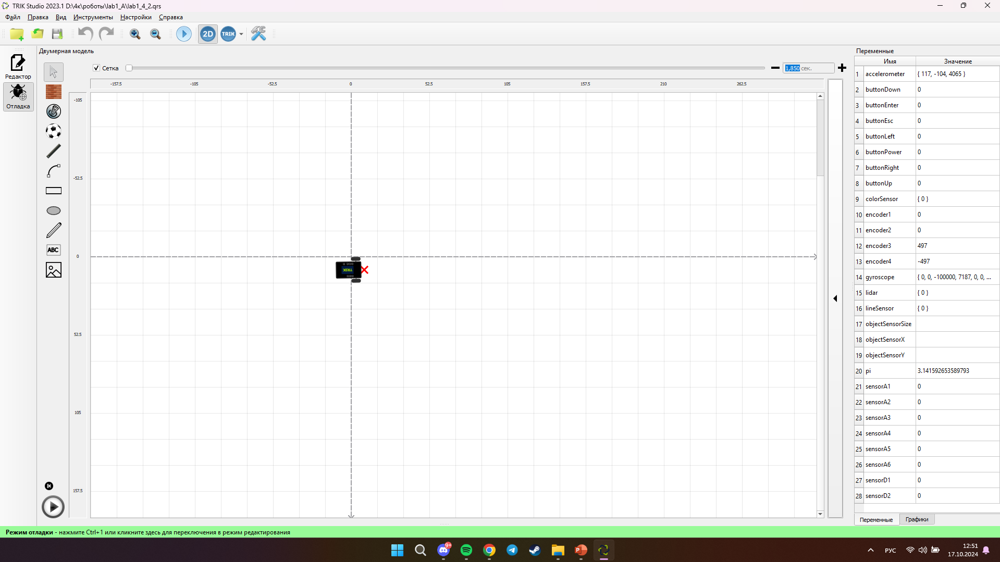 TRIK Studio 2023.1 D:\4к\роботы\lab1_A\lab1_4_2.qrs
Файл Правка Вид Инструменты Настройки Справка
2D TRIK
Двумерная модель
Переменные
Редактор
Отладка
Сетка
1,850 сек.
-157.5 -105 -52.5 0 52.5 105 157.5 210 262.5
-105
-52.5
0
52.5
105
157.5
ABC
TRIK
Имя Значение
1 accelerometer { 117, -104, 4065 }
2 buttonDown 0
3 buttonEnter 0
4 buttonEsc 0
5 buttonLeft 0
6 buttonPower 0
7 buttonRight 0
8 buttonUp 0
9 colorSensor { 0 }
10 encoder1 0
11 encoder2 0
12 encoder3 497
13 encoder4 -497
14 gyroscope { 0, 0, -100000, 7187, 0, 0, ...
15 lidar { 0 }
16 lineSensor { 0 }
17 objectSensorSize
18 objectSensorX
19 objectSensorY
20 pi 3.141592653589793
21 sensorA1 0
22 sensorA2 0
23 sensorA3 0
24 sensorA4 0
25 sensorA5 0
26 sensorA6 0
27 sensorD1 0
28 sensorD2 0
Переменные Графики
Режим отладки - нажмите Ctrl+1 или кликните здесь для переключения в режим редактирования
9+
РУС
12:51
17.10.2024